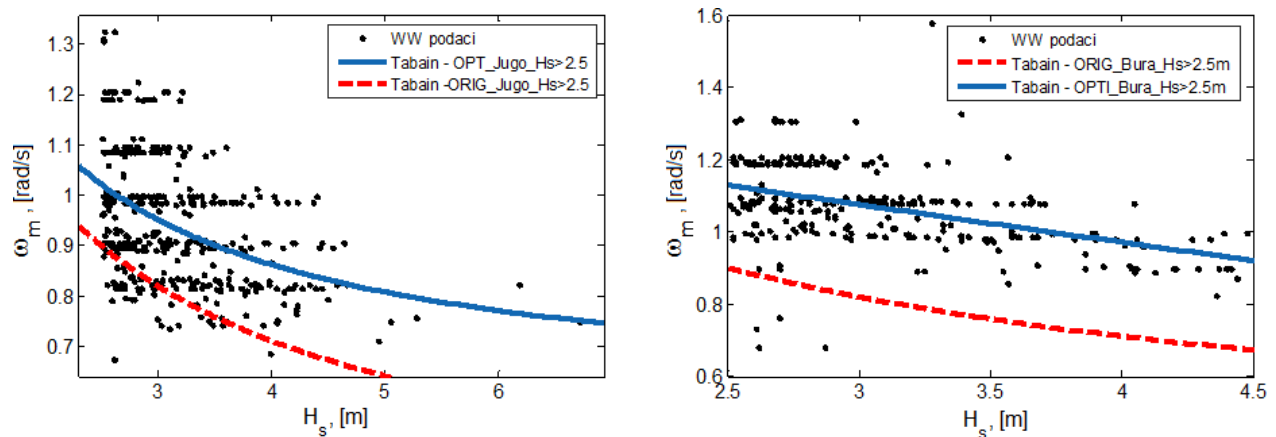 WW podaci
Tabain - OPT_Jugo_Hs>2.5
Tabain -ORIG_Jugo_Hs>2.5
1.3
1.2
1.1
1
0.9
0.8
0.7
ω_m, [rad/s]
3
4
5
6
H_s, [m]
WW podaci
Tabain - ORIG_Bura_Hs>2.5m
Tabain - OPTI_Bura_Hs>2.5m
1.6
1.4
1.2
1
0.8
0.6
ω_m, [rad/s]
2.5
3
3.5
4
4.5
H_s, [m]